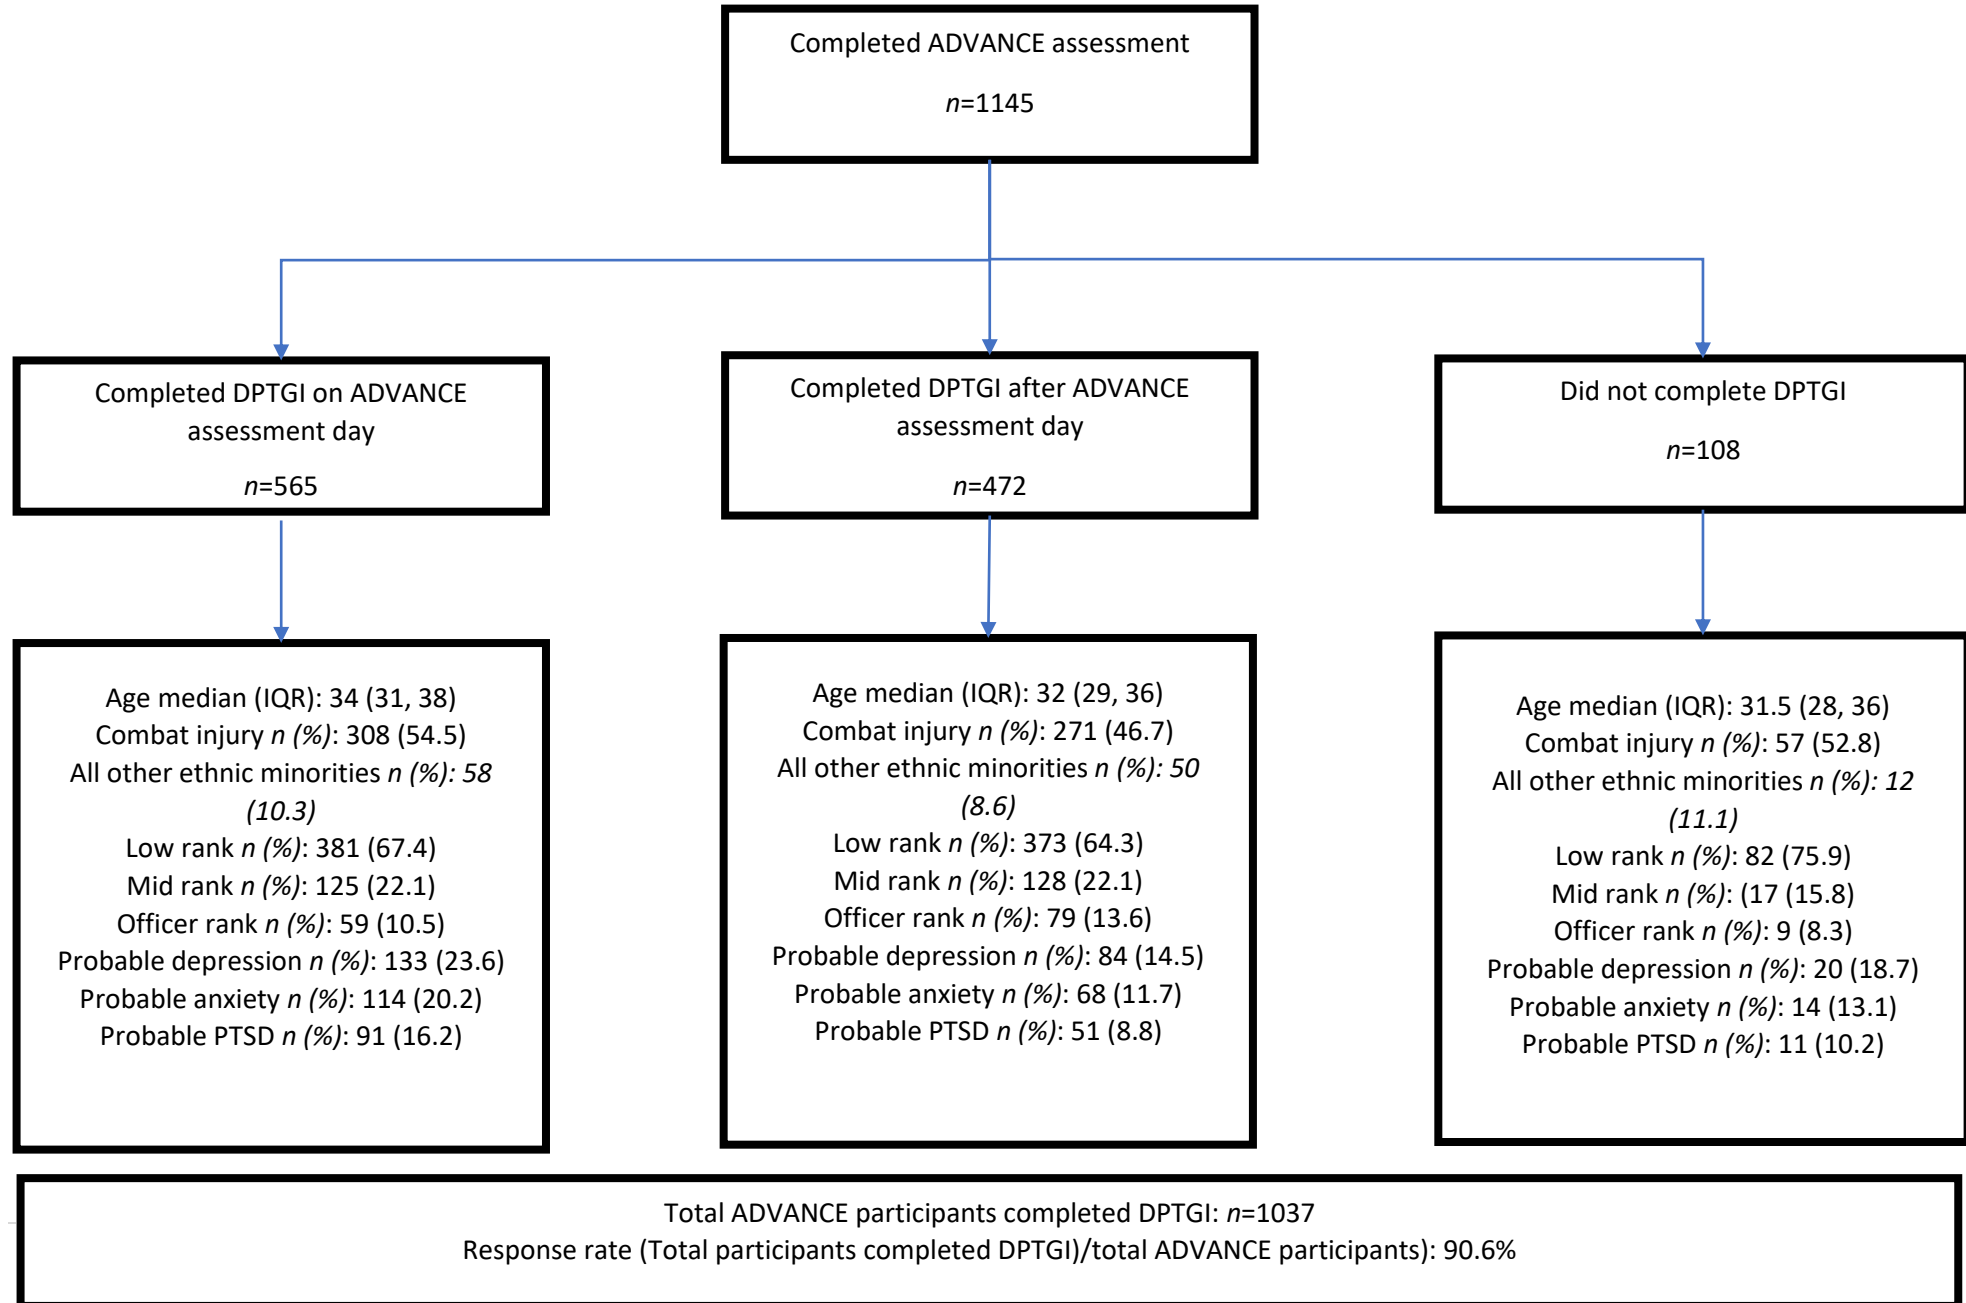 Completed ADVANCE assessment
n=1145
Completed DPTGI on ADVANCE
assessment day
n=565
Completed DPTGI after ADVANCE
assessment day
n=472
Did not complete DPTGI
n=108
Age median (IQR): 34 (31, 38)
Combat injury n (%): 308 (54.5)
All other ethnic minorities n (%): 58
(10.3)
Low rank n (%): 381 (67.4)
Mid rank n (%): 125 (22.1)
Officer rank n (%): 59 (10.5)
Probable depression n (%): 133 (23.6)
Probable anxiety n (%): 114 (20.2)
Probable PTSD n (%): 91 (16.2)
Age median (IQR): 32 (29, 36)
Combat injury n (%): 271 (46.7)
All other ethnic minorities n (%): 50
(8.6)
Low rank n (%): 373 (64.3)
Mid rank n (%): 128 (22.1)
Officer rank n (%): 79 (13.6)
Probable depression n (%): 84 (14.5)
Probable anxiety n (%): 68 (11.7)
Probable PTSD n (%): 51 (8.8)
Age median (IQR): 31.5 (28, 36)
Combat injury n (%): 57 (52.8)
All other ethnic minorities n (%): 12
(11.1)
Low rank n (%): 82 (75.9)
Mid rank n (%): (17 (15.8)
Officer rank n (%): 9 (8.3)
Probable depression n (%): 20 (18.7)
Probable anxiety n (%): 14 (13.1)
Probable PTSD n (%): 11 (10.2)
Total ADVANCE participants completed DPTGI: n=1037
Response rate (Total participants completed DPTGI)/total ADVANCE participants): 90.6%